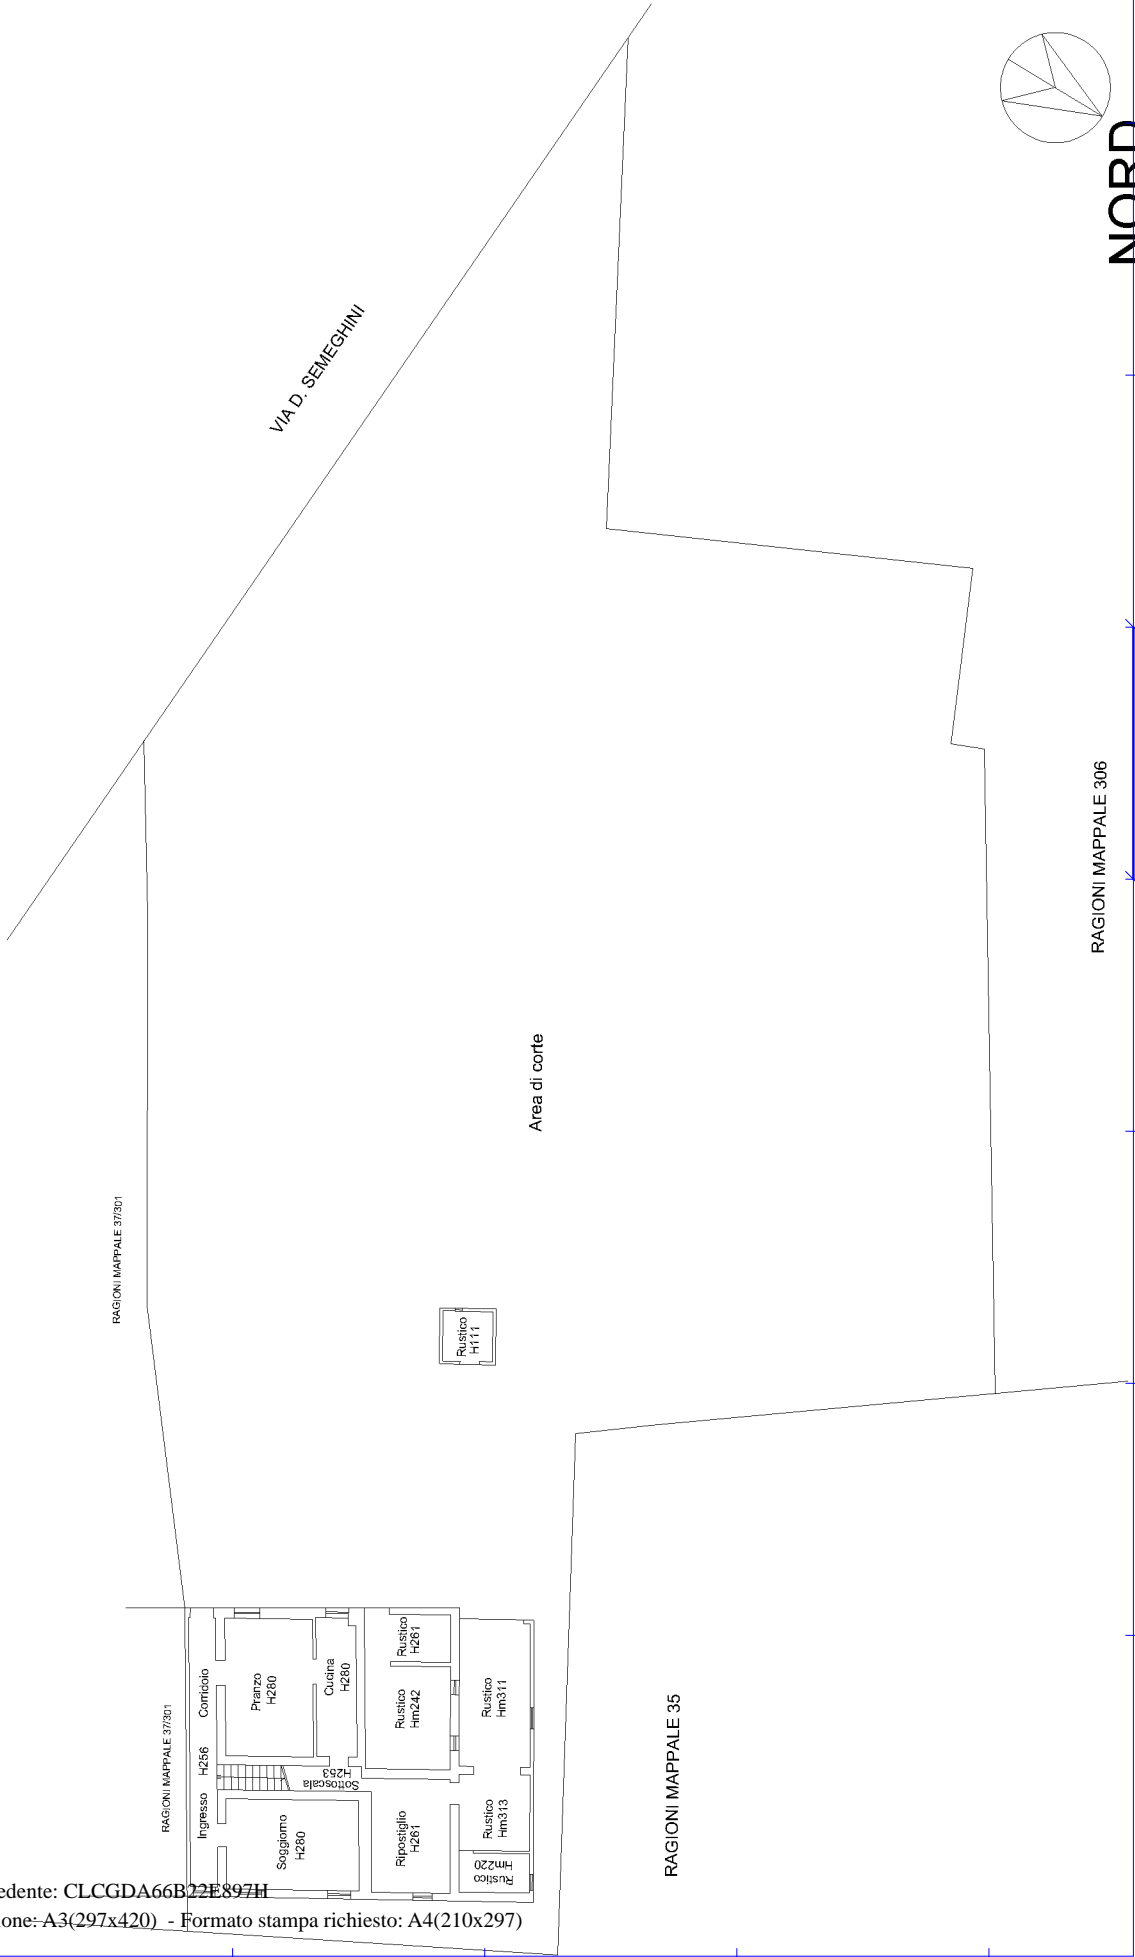 NORD
VIA D. SEMEGHINI
RAGIONI MAPPALE 306
Area di corte
RAGIONI MAPPALE 37/301
Rustico
H111
RAGIONI MAPPALE 37/301
Ingresso H256 Corridoio
Pranzo
H280
Cucina
H280
Rustico
H261
Rustico
Hm242
Rustico
Hm311
Sottoscala
H253
Soggiorno
H280
Ripostiglio
H261
Rustico
Hm313
Rustico
Hm220
RAGIONI MAPPALE 35
edente: CLCGDA66B22E897H
ione: A3(297x420) - Formato stampa richiesto: A4(210x297)